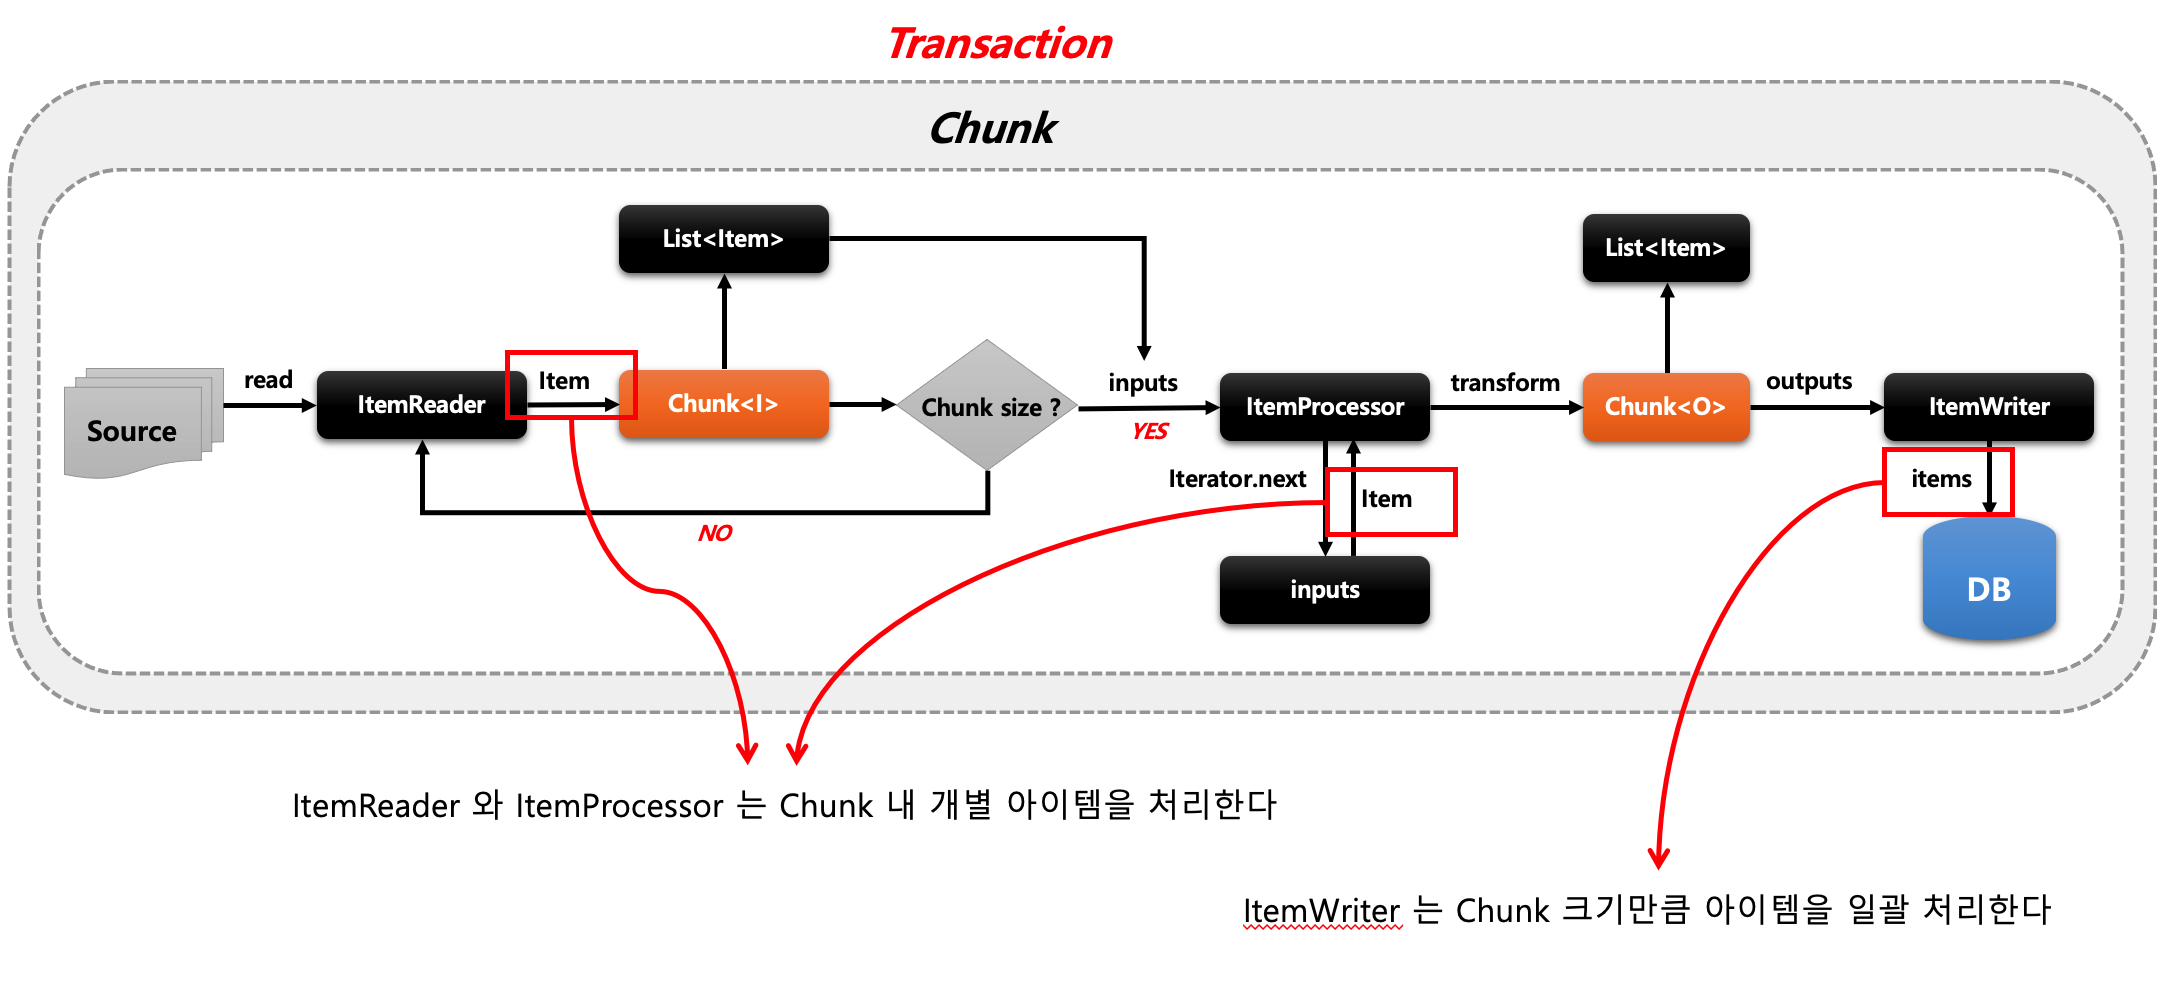 Transaction
Chunk
List<Item>
List<Item>
Source
read
ItemReader
Item
Chunk<I>
Chunk size ?
inputs
YES
NO
ItemProcessor
transform
Chunk<O>
outputs
ItemWriter
Iterator.next
Item
inputs
items
DB
ItemReader 와 ItemProcessor 는 Chunk 내 개별 아이템을 처리한다
ItemWriter 는 Chunk 크기만큼 아이템을 일괄 처리한다